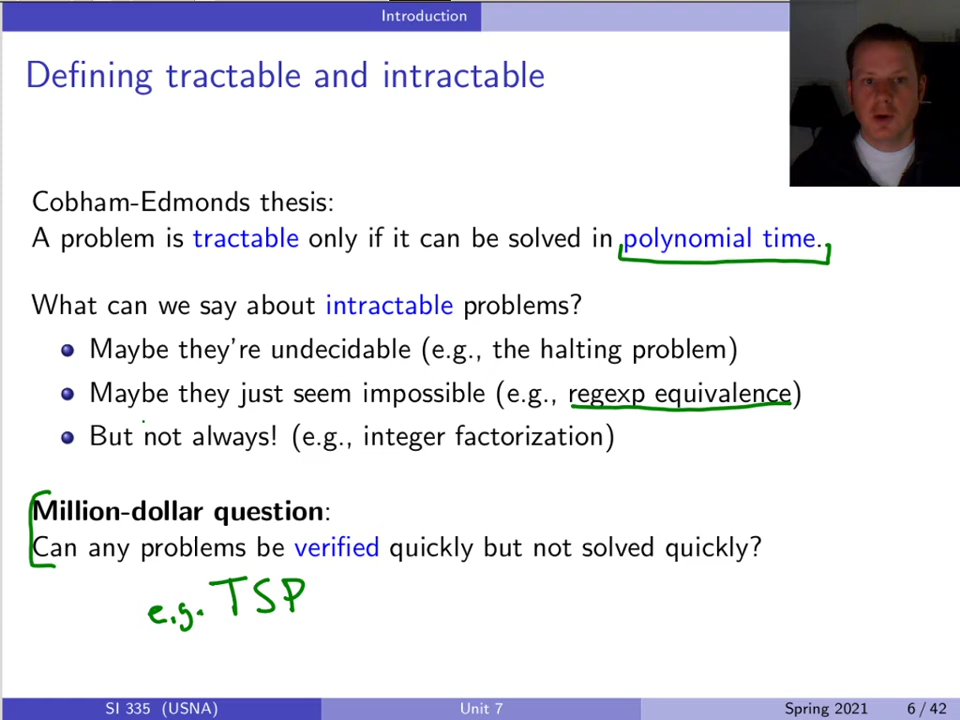 Introduction
Defining tractable and intractable
Cobham-Edmonds thesis:
A problem is tractable only if it can be solved in polynomial time.
What can we say about intractable problems?
Maybe they're undecidable (e.g., the halting problem)
Maybe they just seem impossible (e.g., regexp equivalence)
But not always! (e.g., integer factorization)
Million-dollar question:
Can any problems be verified quickly but not solved quickly?
e.g. TSP
SI 335 (USNA) Unit 7 Spring 2021 6 / 42